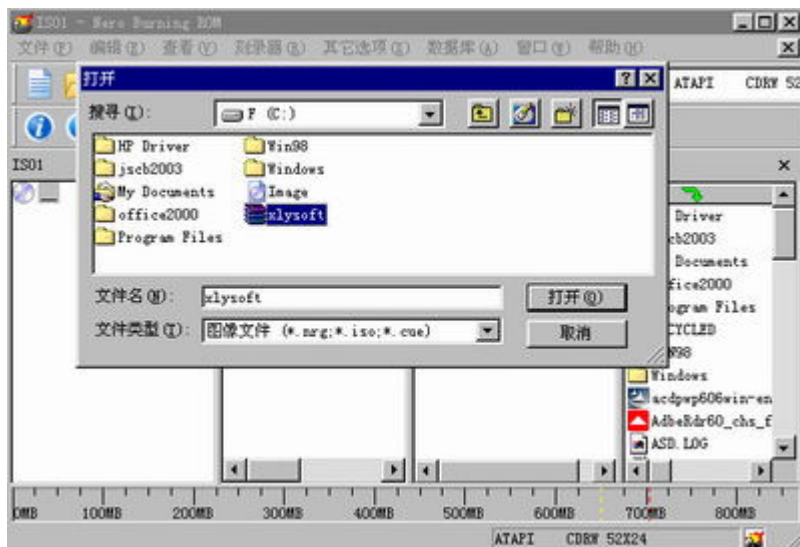 ISO1 - Nero Burning ROM
文件(F) 编辑(E) 查看(V) 刻录器(R) 其它选项(X) 数据库(A) 窗口(W) 帮助(H)
打开
ATAPI CDRW 52
搜寻(I):
F (C:)
ISO1
HP Driver
Win98
jscb2003
Windows
My Documents
Image
office2000
xlysoft
Program Files
文件名(N):
xlysoft
打开(O)
文件类型(T):
图像文件 (*.nrg;*.iso;*.cue)
取消
Driver
cb2003
Documents
fice2000
ogram Files
CYCLED
N98
Windows
acdpwp606win-en
AdbeRdr60_chs_f
ASD.LOG
0MB 100MB 200MB 300MB 400MB 500MB 600MB 700MB 800MB
ATAPI CDRW 52X24